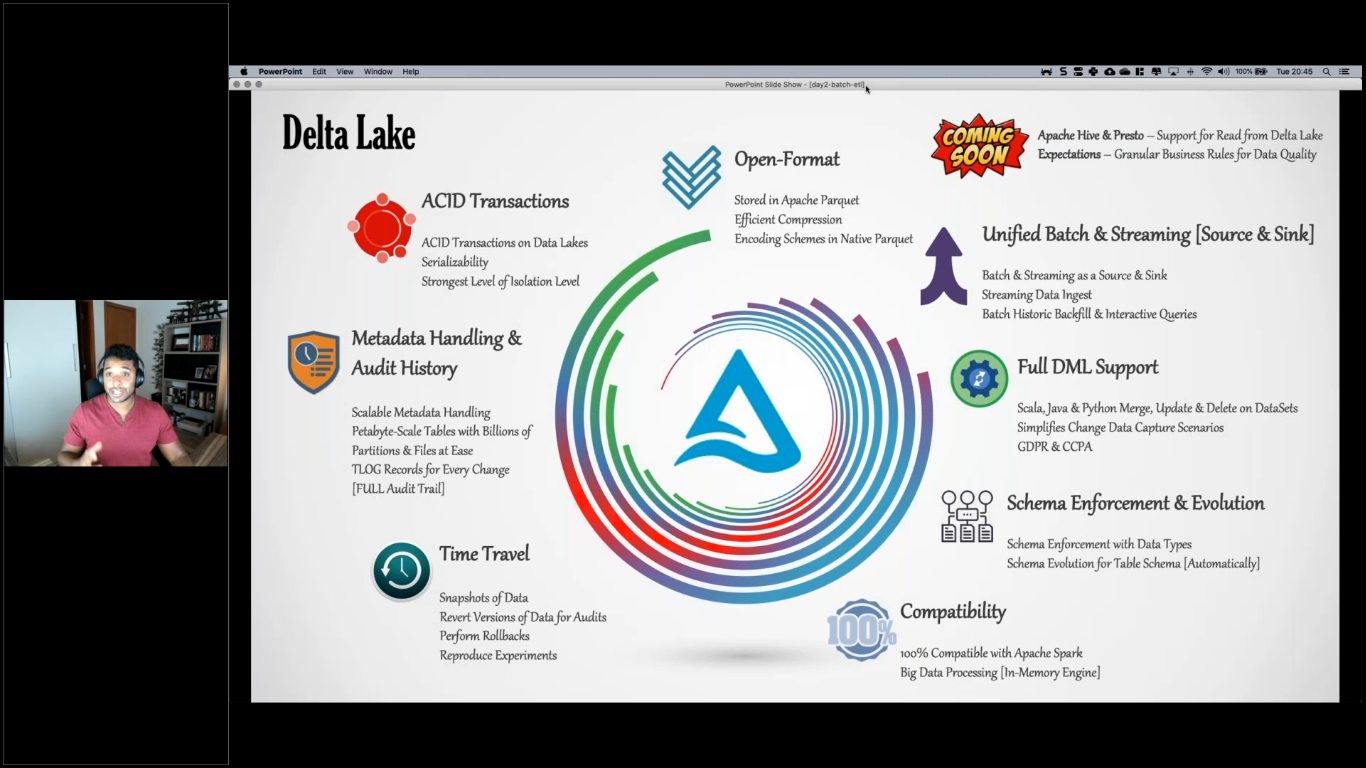 PowerPoint Edit View Window Help
100% Tue 20:45
PowerPoint Slide Show - [day2-batch-etl]
Delta Lake
COMING
SOON
Apache Hive & Presto – Support for Read from Delta Lake
Expectations – Granular Business Rules for Data Quality
Open-Format
Stored in Apache Parquet
Efficient Compression
Encoding Schemes in Native Parquet
ACID Transactions
ACID Transactions on Data Lakes
Serializability
Strongest Level of Isolation Level
Unified Batch & Streaming [Source & Sink]
Batch & Streaming as a Source & Sink
Streaming Data Ingest
Batch Historic Backfill & Interactive Queries
Metadata Handling &
Audit History
Scalable Metadata Handling
Petabyte-Scale Tables with Billions of
Partitions & Files at Ease
TLOG Records for Every Change
[FULL Audit Trail]
Full DML Support
Scala, Java & Python Merge, Update & Delete on DataSets
Simplifies Change Data Capture Scenarios
GDPR & CCPA
Schema Enforcement & Evolution
Schema Enforcement with Data Types
Schema Evolution for Table Schema [Automatically]
Time Travel
Snapshots of Data
Revert Versions of Data for Audits
Perform Rollbacks
Reproduce Experiments
100%
Compatibility
100% Compatible with Apache Spark
Big Data Processing [In-Memory Engine]